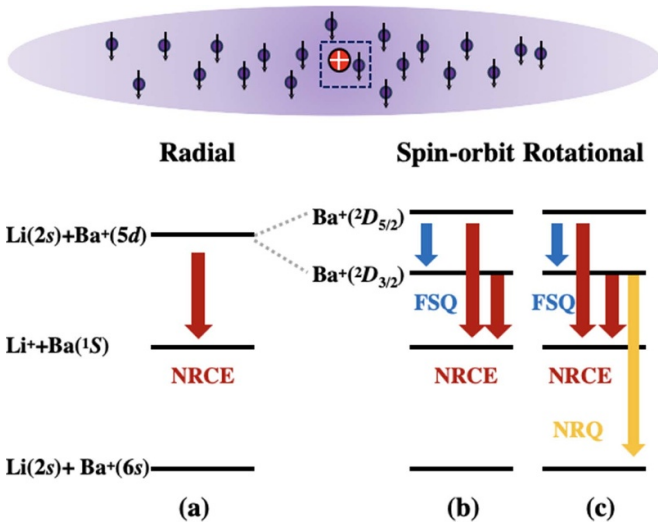 +
Radial
Spin-orbit Rotational
Li(2s)+Ba⁺(5d)
Ba⁺(²D₅/₂)
Ba⁺(²D₃/₂)
FSQ
FSQ
Li⁺+Ba(¹S)
NRCE
NRCE
NRCE
NRQ
Li(2s)+ Ba⁺(6s)
(a)
(b)
(c)